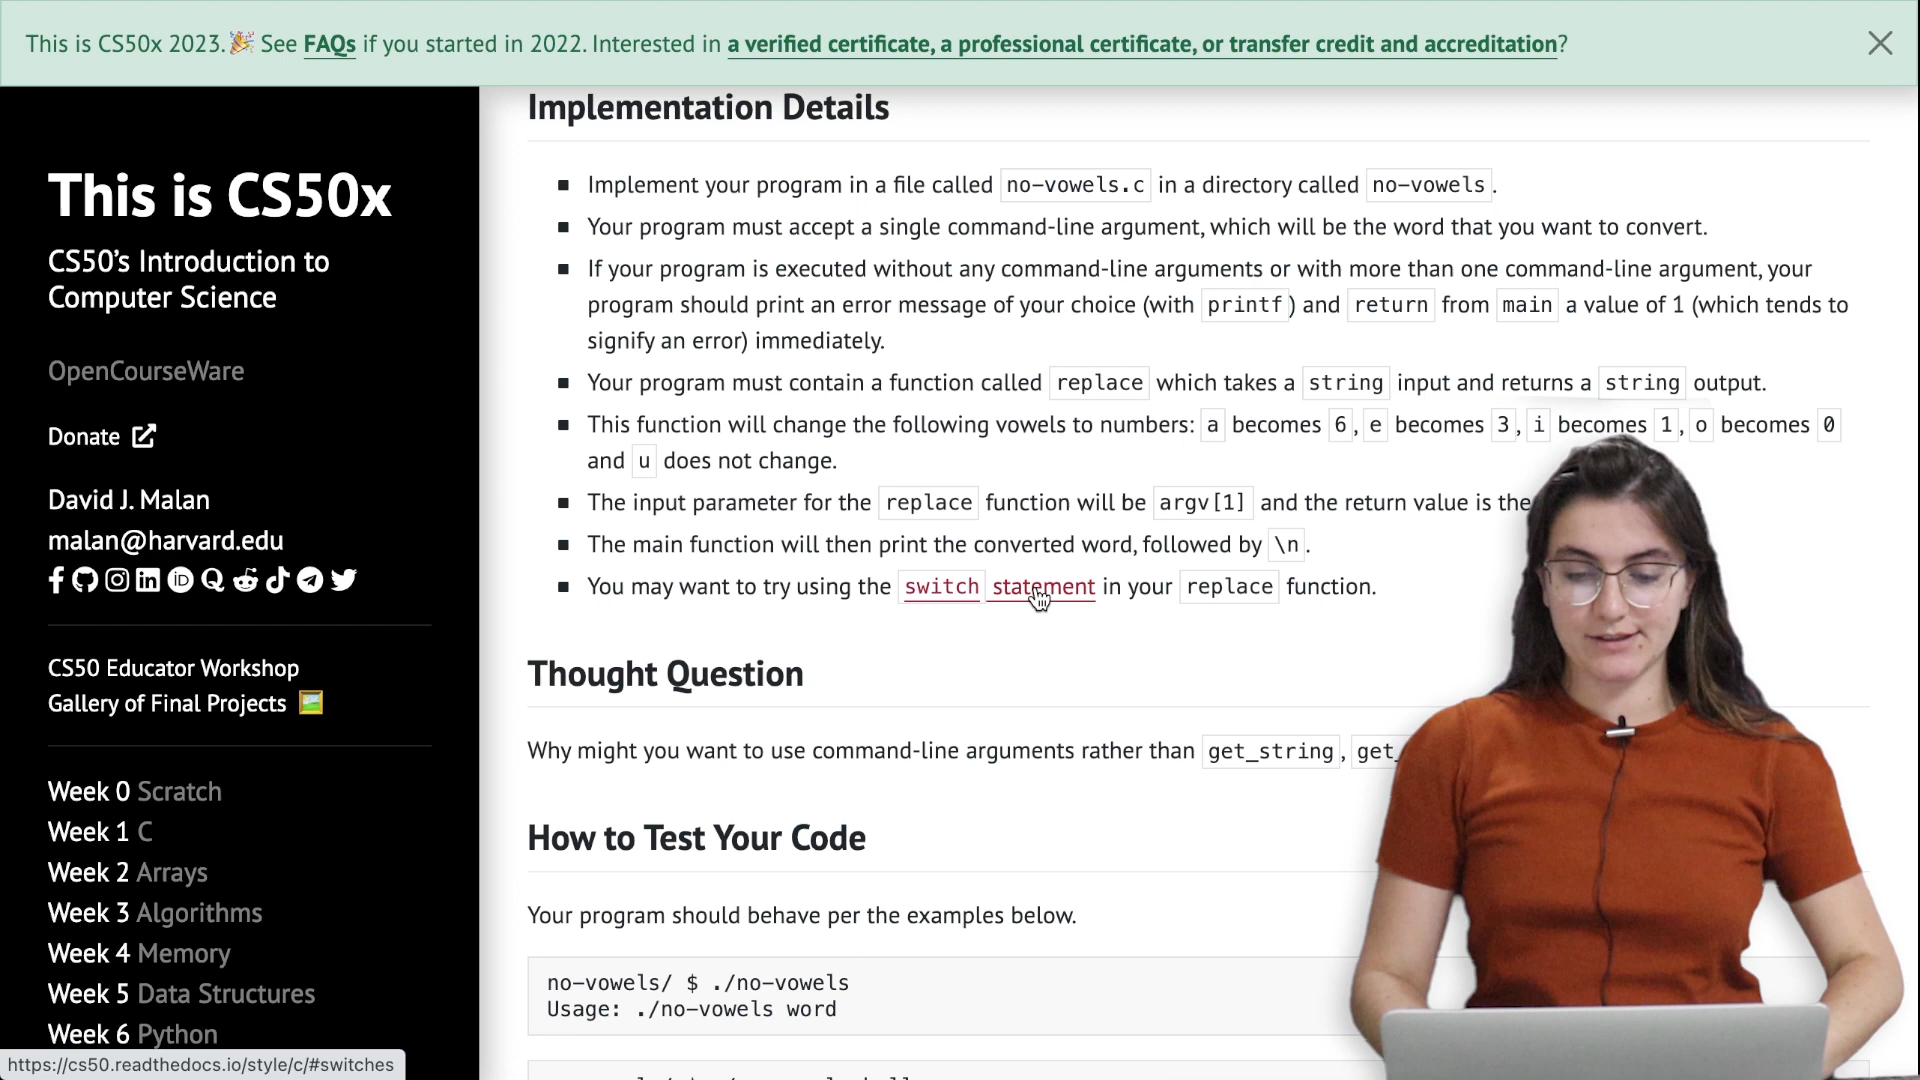 This is CS50x 2023.🎉 See FAQs if you started in 2022. Interested in a verified certificate, a professional certificate, or transfer credit and accreditation?
This is CS50x
CS50's Introduction to
Computer Science
OpenCourseWare
Donate
David J. Malan
malan@harvard.edu
CS50 Educator Workshop
Gallery of Final Projects 🖼️
Week 0 Scratch
Week 1 C
Week 2 Arrays
Week 3 Algorithms
Week 4 Memory
Week 5 Data Structures
Week 6 Python
https://cs50.readthedocs.io/style/c/#switches
Implementation Details
Implement your program in a file called no-vowels.c in a directory called no-vowels.
Your program must accept a single command-line argument, which will be the word that you want to convert.
If your program is executed without any command-line arguments or with more than one command-line argument, your
program should print an error message of your choice (with printf) and return from main a value of 1 (which tends to
signify an error) immediately.
Your program must contain a function called replace which takes a string input and returns a string output.
This function will change the following vowels to numbers: a becomes 6, e becomes 3, i becomes 1, o becomes 0
and u does not change.
The input parameter for the replace function will be argv[1] and the return value is the
The main function will then print the converted word, followed by \n.
You may want to try using the switch statement in your replace function.
Thought Question
Why might you want to use command-line arguments rather than get_string, get_
How to Test Your Code
Your program should behave per the examples below.
no-vowels/ $ ./no-vowels
Usage: ./no-vowels word